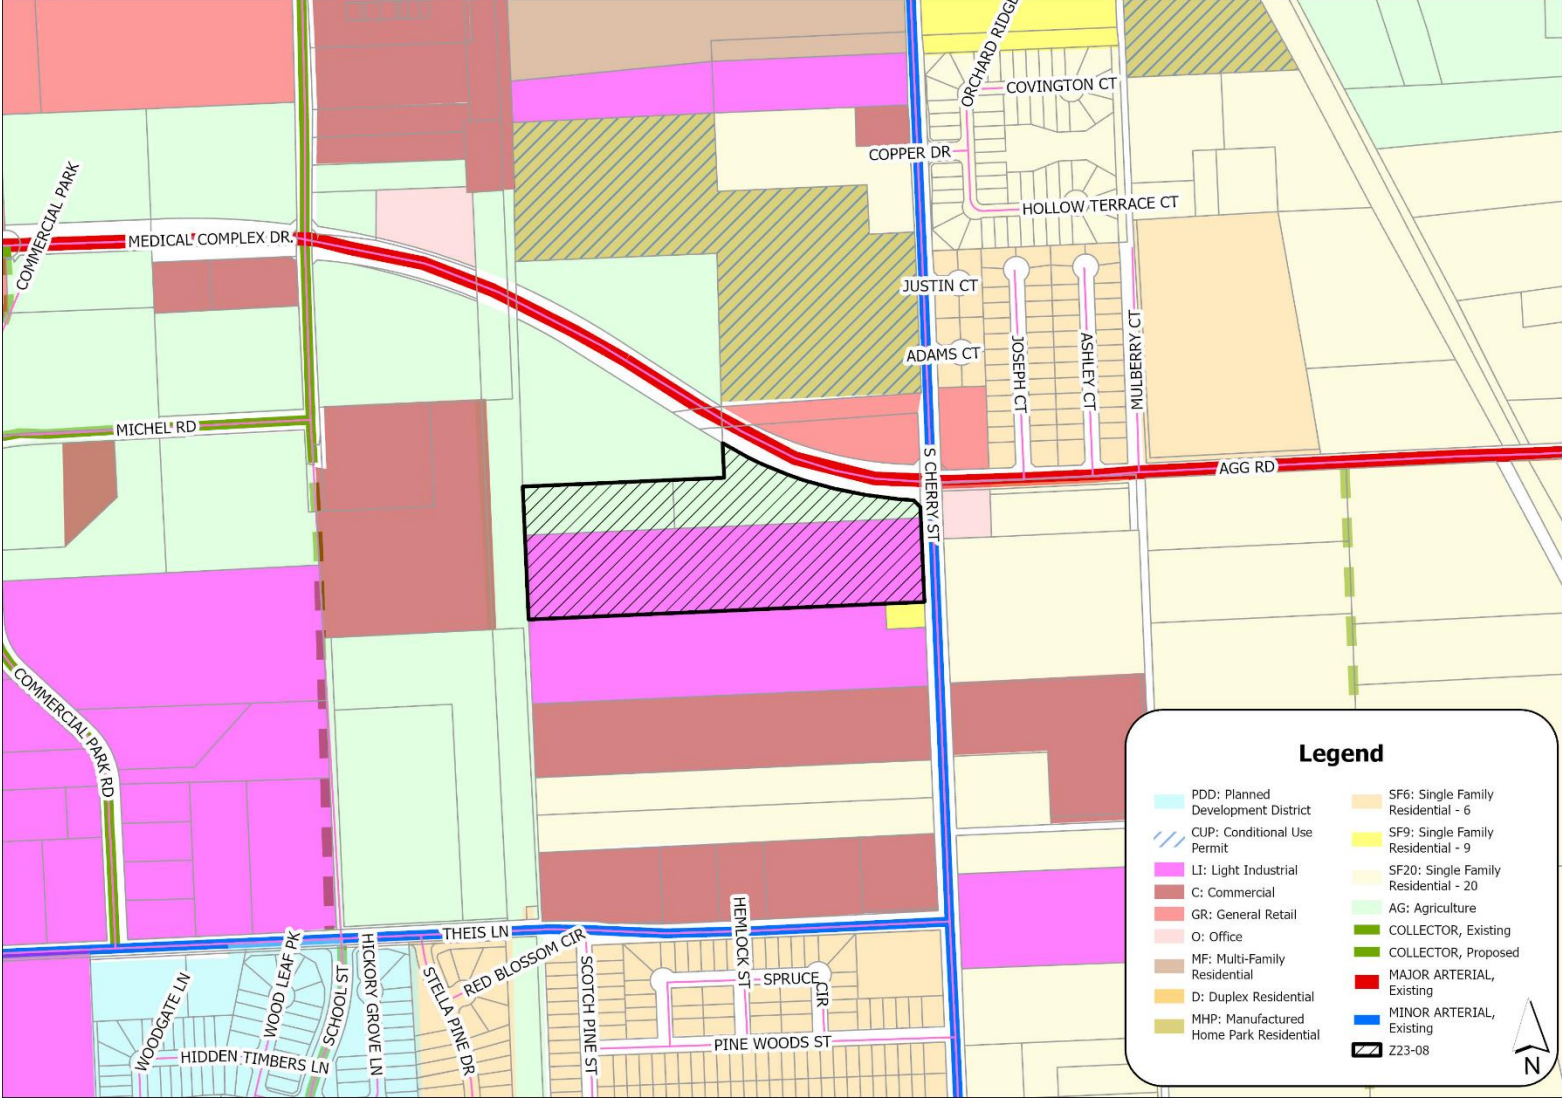 ORCHARD RIDGE
COVINGTON CT
COPPER DR
COMMERCIAL PARK
HOLLOW TERRACE CT
MEDICAL COMPLEX DR.
JUSTIN CT
ADAMS CT
JOSEPH CT
ASHLEY CT
MULBERRY CT
MICHEL RD
S CHERRY ST
AGG RD
COMMERCIAL PARK RD
THEIS LN
HEMLOCK ST
WOODGATE LN
WOOD LEAF PK
SCHOOL ST
HICKORY GROVE LN
STELLA PINE DR
RED BLOSSOM CIR
SCOTCH PINE ST
SPRUCE CIR
HIDDEN TIMBERS LN
PINE WOODS ST
Legend
PDD: Planned
Development District
CUP: Conditional Use
Permit
LI: Light Industrial
C: Commercial
GR: General Retail
O: Office
MF: Multi-Family
Residential
D: Duplex Residential
MHP: Manufactured
Home Park Residential
SF6: Single Family
Residential - 6
SF9: Single Family
Residential - 9
SF20: Single Family
Residential - 20
AG: Agriculture
COLLECTOR, Existing
COLLECTOR, Proposed
MAJOR ARTERIAL,
Existing
MINOR ARTERIAL,
Existing
Z23-08
N